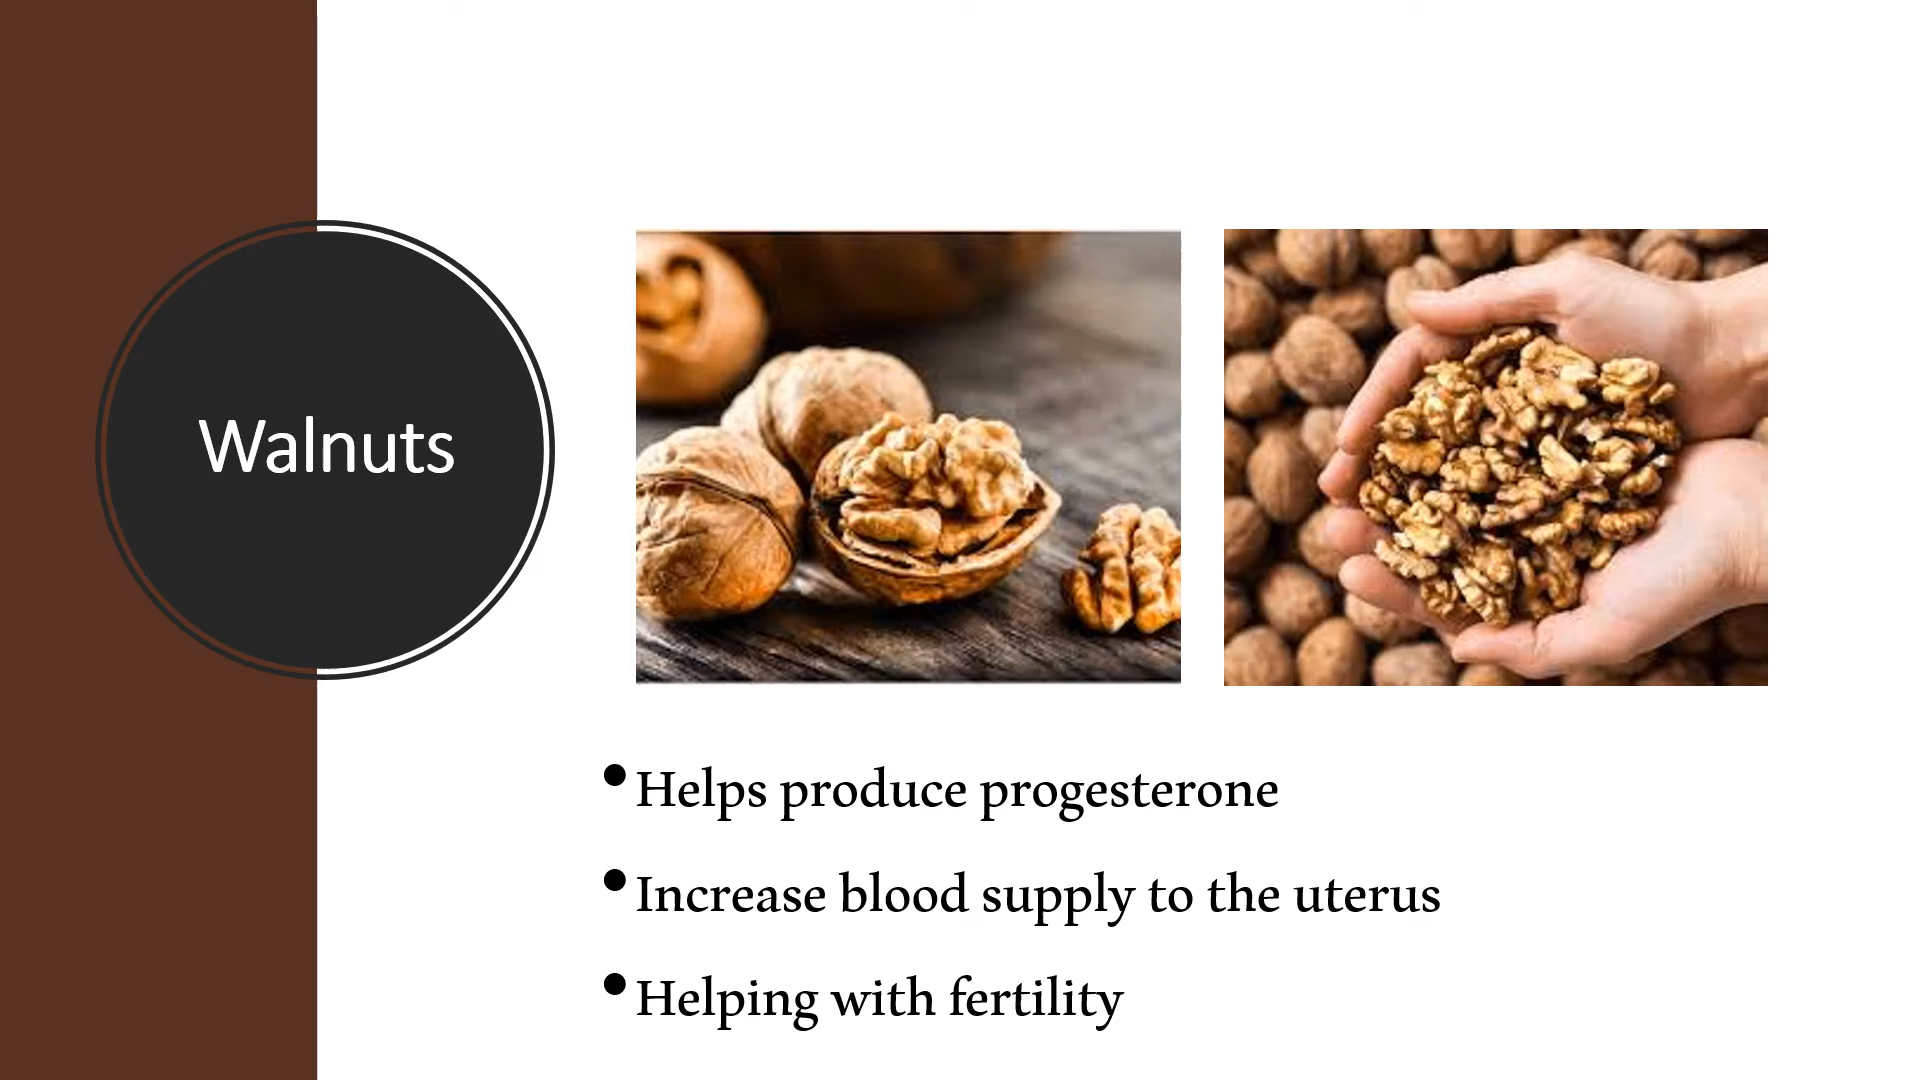 Walnuts
•Helps produce progesterone
•Increase blood supply to the uterus
•Helping with fertility